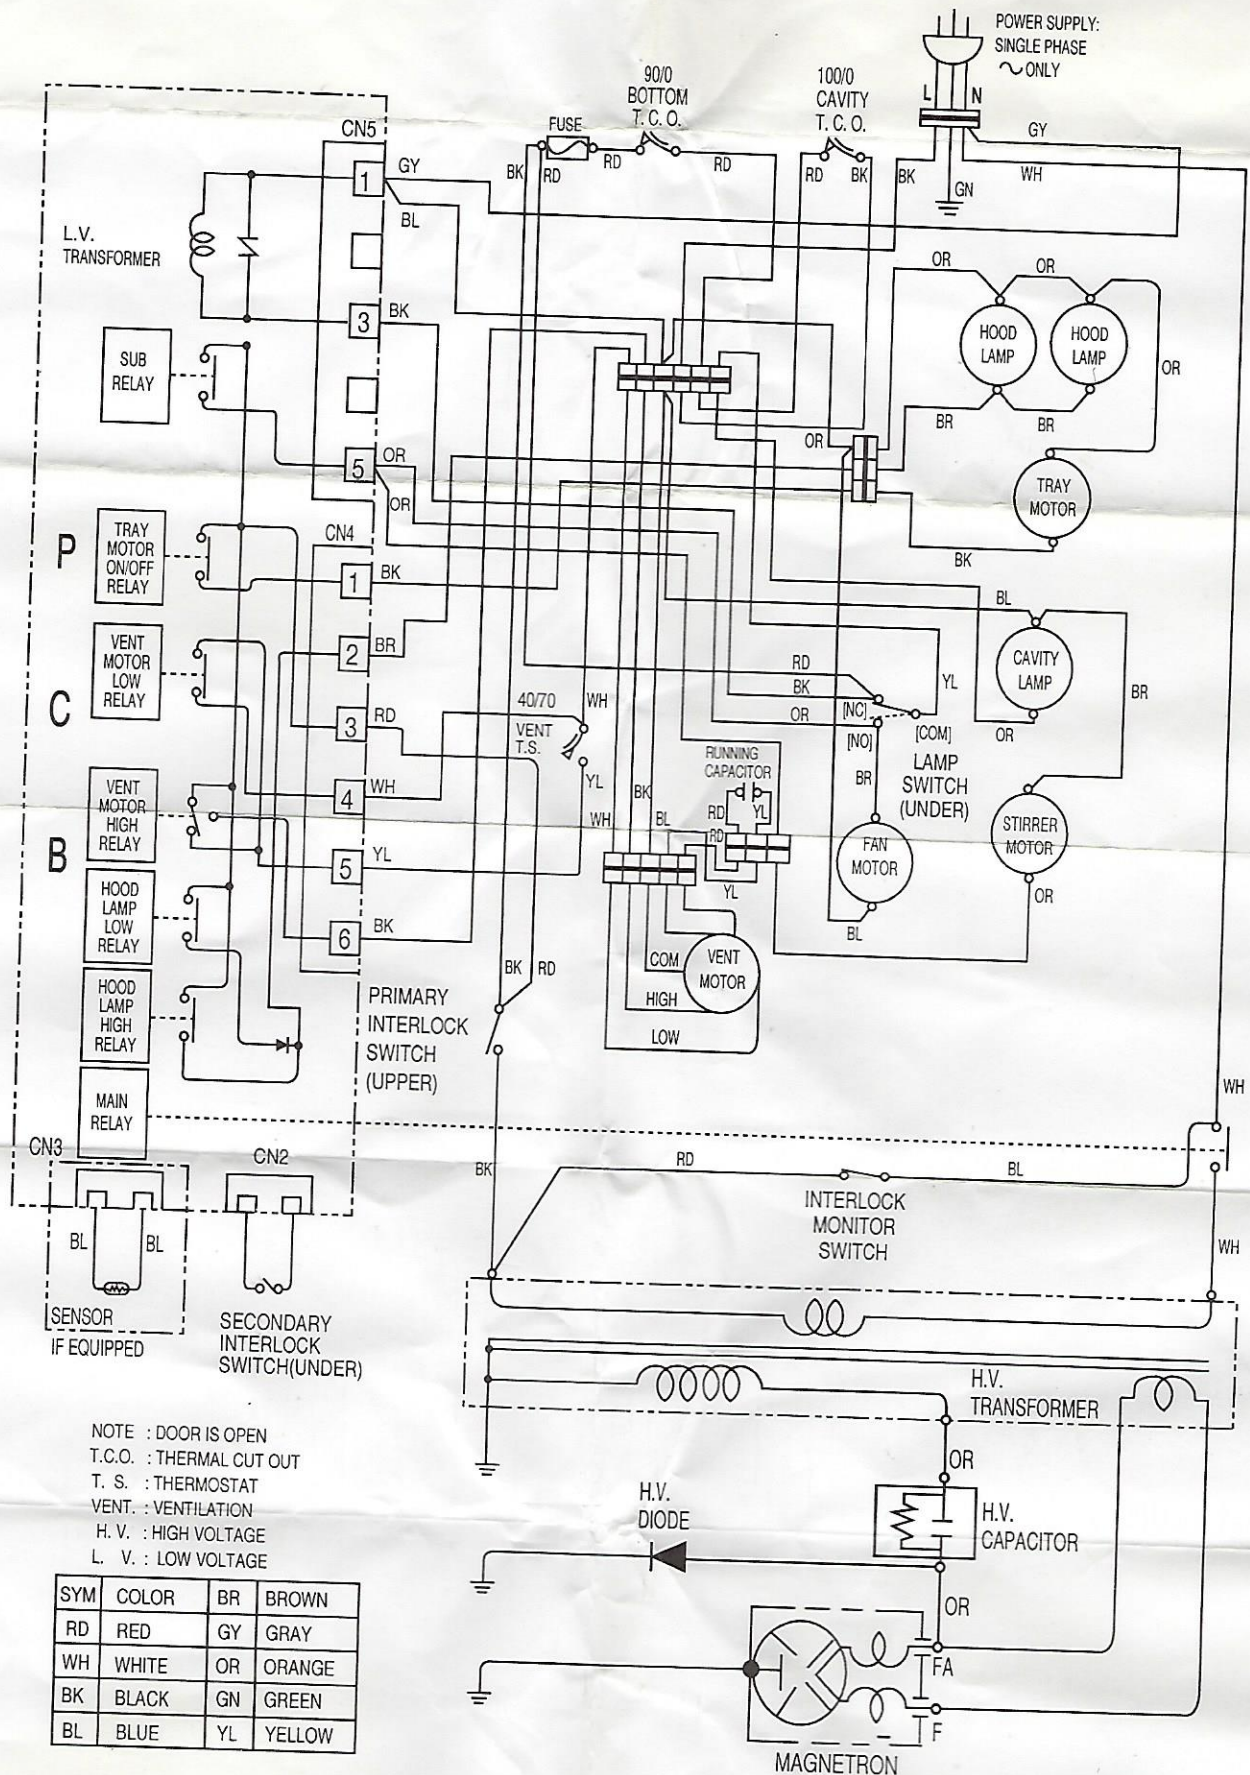 POWER SUPPLY:
SINGLE PHASE
~ ONLY
L
N
GY
WH
GN
BK
90/0
BOTTOM
T.C.O.
100/0
CAVITY
T.C.O.
FUSE
BK
RD
RD
RD
RD
BK
CN5
1
GY
BL
L.V.
TRANSFORMER
3
BK
SUB
RELAY
5
OR
OR
OR
OR
HOOD
LAMP
HOOD
LAMP
OR
BR
BR
OR
TRAY
MOTOR
BK
P
C
B
TRAY
MOTOR
ON/OFF
RELAY
CN4
1
BK
VENT
MOTOR
LOW
RELAY
2
BR
3
RD
VENT
MOTOR
HIGH
RELAY
4
WH
5
YL
HOOD
LAMP
LOW
RELAY
6
BK
HOOD
LAMP
HIGH
RELAY
MAIN
RELAY
40/70
VENT
T.S.
WH
YL
RD
BK
OR
[NC]
[NO]
[COM]
YL
LAMP
SWITCH
(UNDER)
BL
CAVITY
LAMP
OR
BR
STIRRER
MOTOR
OR
BR
FAN
MOTOR
BL
RUNNING
CAPACITOR
RD
YL
RD
YL
WH
BK
BL
COM
HIGH
LOW
VENT
MOTOR
BK
RD
PRIMARY
INTERLOCK
SWITCH
(UPPER)
BK
RD
BL
INTERLOCK
MONITOR
SWITCH
WH
WH
CN3
CN2
BL
BL
SENSOR
IF EQUIPPED
SECONDARY
INTERLOCK
SWITCH(UNDER)
H.V.
TRANSFORMER
OR
H.V.
CAPACITOR
H.V.
DIODE
OR
FA
F
MAGNETRON
NOTE : DOOR IS OPEN
T.C.O. : THERMAL CUT OUT
T. S. : THERMOSTAT
VENT. : VENTILATION
H. V. : HIGH VOLTAGE
L. V. : LOW VOLTAGE
SYM COLOR BR BROWN
RD RED GY GRAY
WH WHITE OR ORANGE
BK BLACK GN GREEN
BL BLUE YL YELLOW